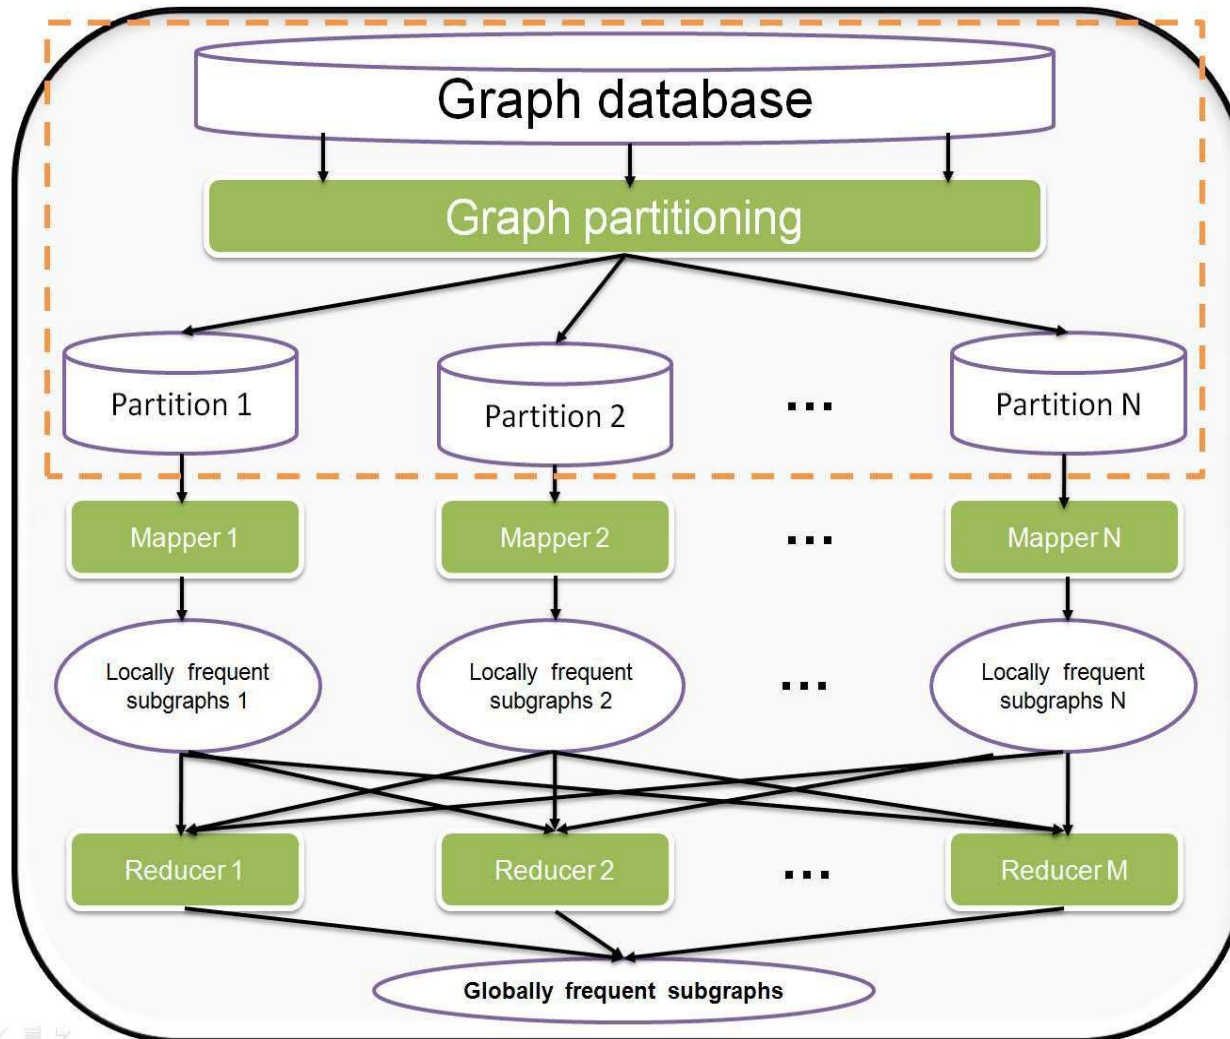 Graph database
Graph partitioning
Partition 1
Partition 2
...
Partition N
Mapper 1
Mapper 2
...
Mapper N
Locally frequent
subgraphs 1
Locally frequent
subgraphs 2
...
Locally frequent
subgraphs N
Reducer 1
Reducer 2
...
Reducer M
Globally frequent subgraphs